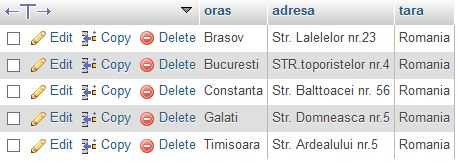 oras adresa tara
Edit Copy Delete Brasov Str. Lalelelor nr.23 Romania
Edit Copy Delete Bucuresti STR.toporistelor nr.4 Romania
Edit Copy Delete Constanta Str. Balttoacei nr. 56 Romania
Edit Copy Delete Galati Str. Domneasca nr.5 Romania
Edit Copy Delete Timisoara Str. Ardealului nr.5 Romania